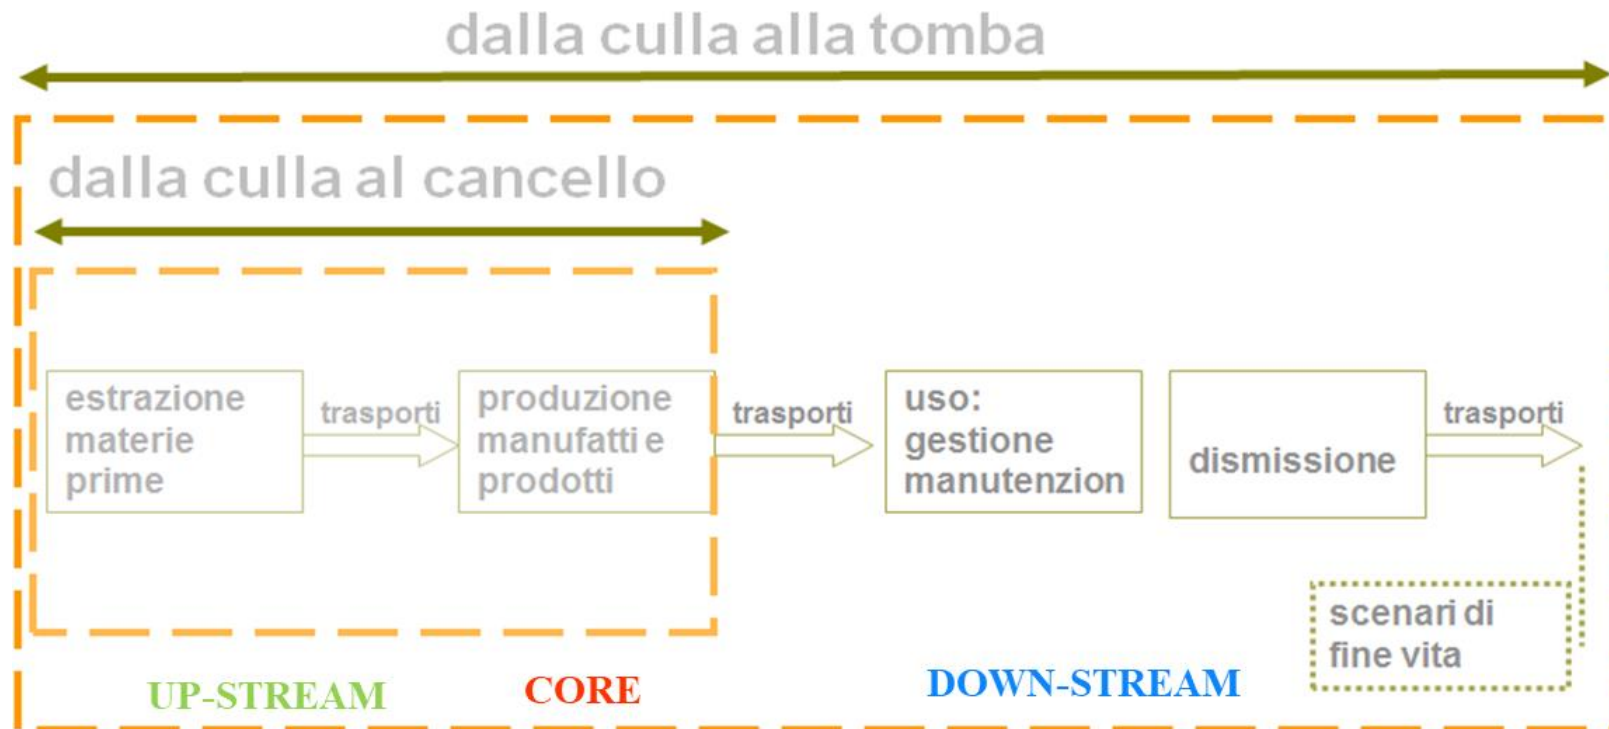 dalla culla alla tomba
dalla culla al cancello
estrazione
materie
prime
trasporti
produzione
manufatti e
prodotti
trasporti
uso:
gestione
manutenzion
dismissione
trasporti
scenari di
fine vita
UP-STREAM
CORE
DOWN-STREAM